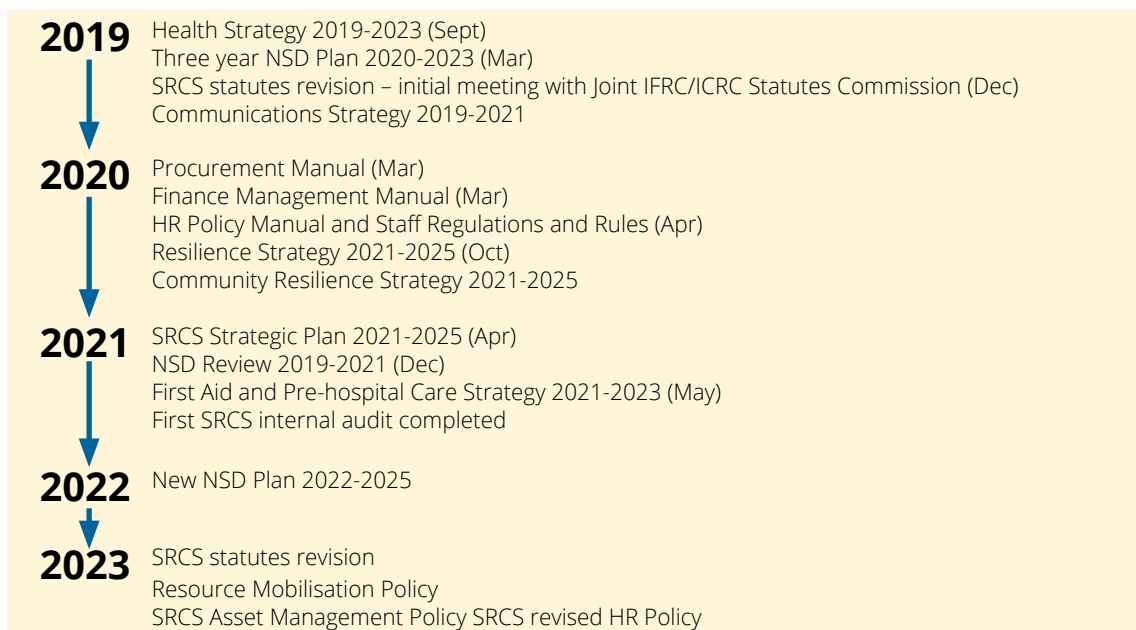 2019
Health Strategy 2019-2023 (Sept)
Three year NSD Plan 2020-2023 (Mar)
SRCS statutes revision – initial meeting with Joint IFRC/ICRC Statutes Commission (Dec)
Communications Strategy 2019-2021
2020
Procurement Manual (Mar)
Finance Management Manual (Mar)
HR Policy Manual and Staff Regulations and Rules (Apr)
Resilience Strategy 2021-2025 (Oct)
Community Resilience Strategy 2021-2025
2021
SRCS Strategic Plan 2021-2025 (Apr)
NSD Review 2019-2021 (Dec)
First Aid and Pre-hospital Care Strategy 2021-2023 (May)
First SRCS internal audit completed
2022
New NSD Plan 2022-2025
2023
SRCS statutes revision
Resource Mobilisation Policy
SRCS Asset Management Policy SRCS revised HR Policy